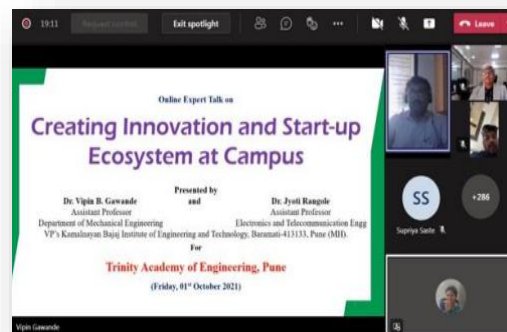 19:11
Request control
Exit spotlight
Leave
Online Expert Talk on
Creating Innovation and Start-up
Ecosystem at Campus
Presented by
Dr. Vipin B. Gawande and Dr. Jyoti Rangole
Assistant Professor Assistant Professor
Department of Mechanical Engineering Electronics and Telecommunication Engg
VP's Kamalnayan Bajaj Institute of Engineering and Technology, Baramati-413133, Pune (MH).
For
Trinity Academy of Engineering, Pune
(Friday, 01st October 2021)
SS
+286
Supriya Saste
Vipin Gawande